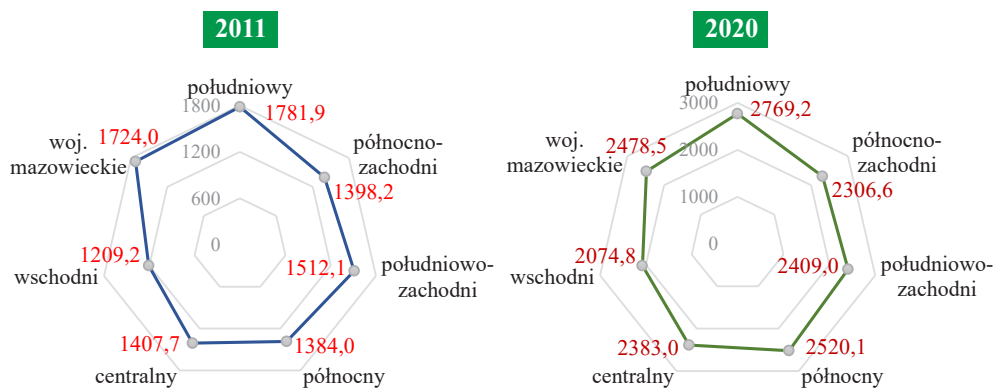 2011
południowy
1800
1781,9
1724,0
woj.
mazowieckie
północno-
zachodni
1200
1398,2
600
0
1209,2
wschodni
1512,1
południowo-
zachodni
1407,7
1384,0
centralny
północny
2020
południowy
3000
2769,2
2478,5
woj.
mazowieckie
północno-
zachodni
2000
2306,6
1000
0
2074,8
wschodni
2409,0
południowo-
zachodni
2383,0
2520,1
centralny
północny